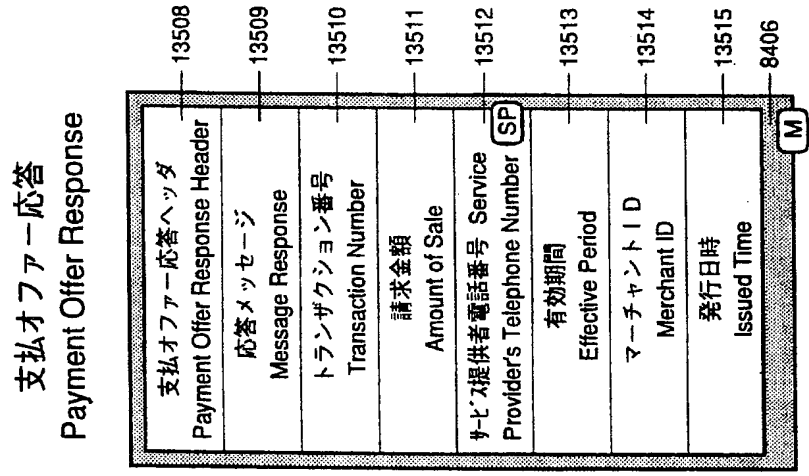 支払オファー応答
Payment Offer Response
支払オファー応答ヘッダ
Payment Offer Response Header
13508
応答メッセージ
Message Response
13509
トランザクション番号
Transaction Number
13510
請求金額
Amount of Sale
13511
サービス提供者電話番号 Service
Provider's Telephone Number
SP
13512
有効期間
Effective Period
13513
マーチャントID
Merchant ID
13514
発行日時
Issued Time
13515
8406
M